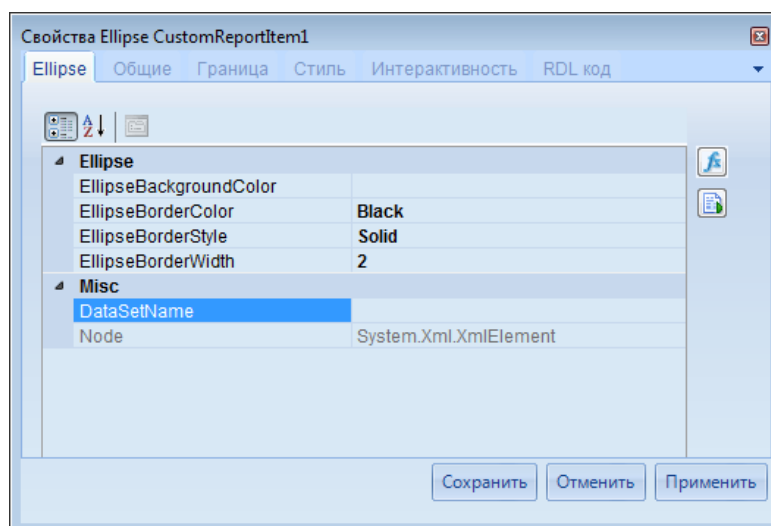 Свойства Ellipse CustomReportItem1
Ellipse Общие Граница Стиль Интерактивность RDL код
Ellipse
EllipseBackgroundColor
EllipseBorderColor Black
EllipseBorderStyle Solid
EllipseBorderWidth 2
Misc
DataSetName
Node System.Xml.XmlElement
Сохранить Отменить Применить